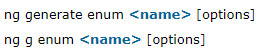 ng generate enum <name> [options]
ng g enum <name> [options]